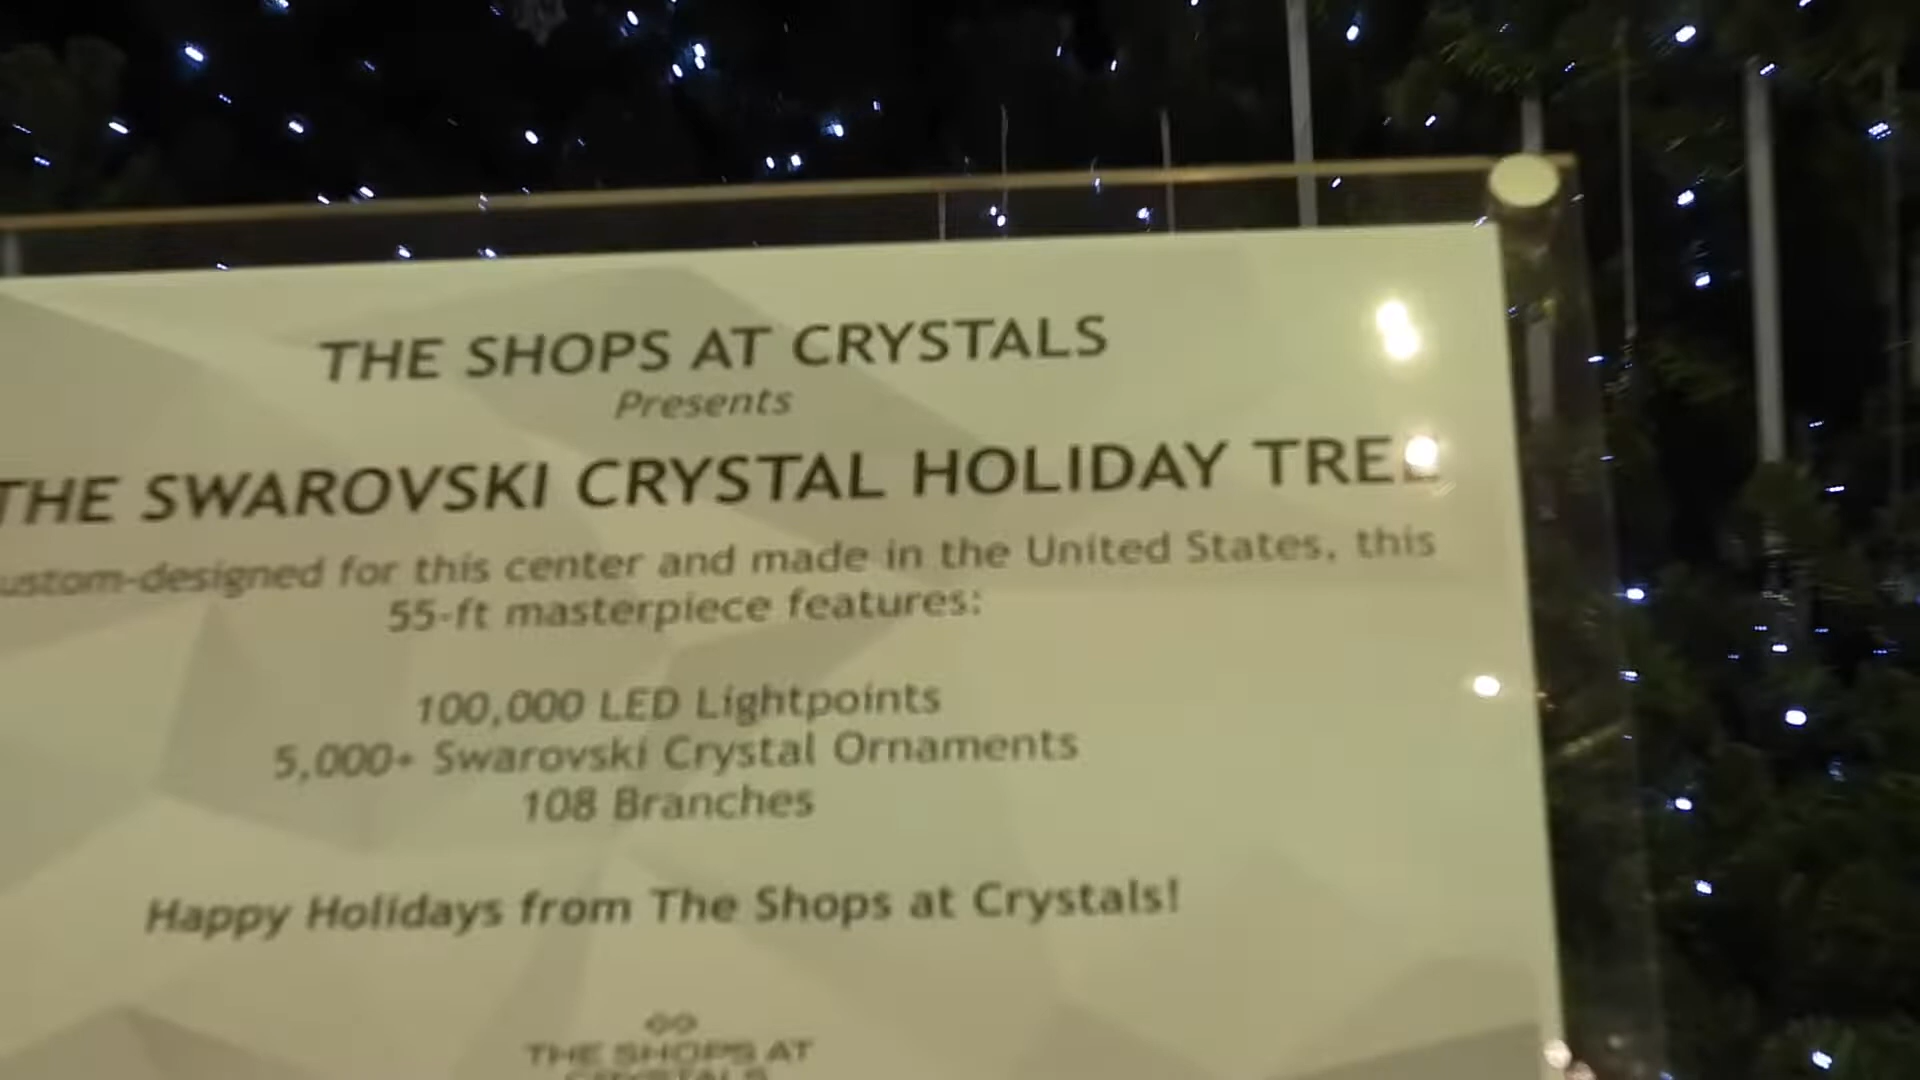 THE SHOPS AT CRYSTALS
Presents
THE SWAROVSKI CRYSTAL HOLIDAY TREE
ustom-designed for this center and made in the United States, this
55-ft masterpiece features:
100,000 LED Lightpoints
5,000+ Swarovski Crystal Ornaments
108 Branches
Happy Holidays from The Shops at Crystals!
THE SHOPS AT
CRYSTALS